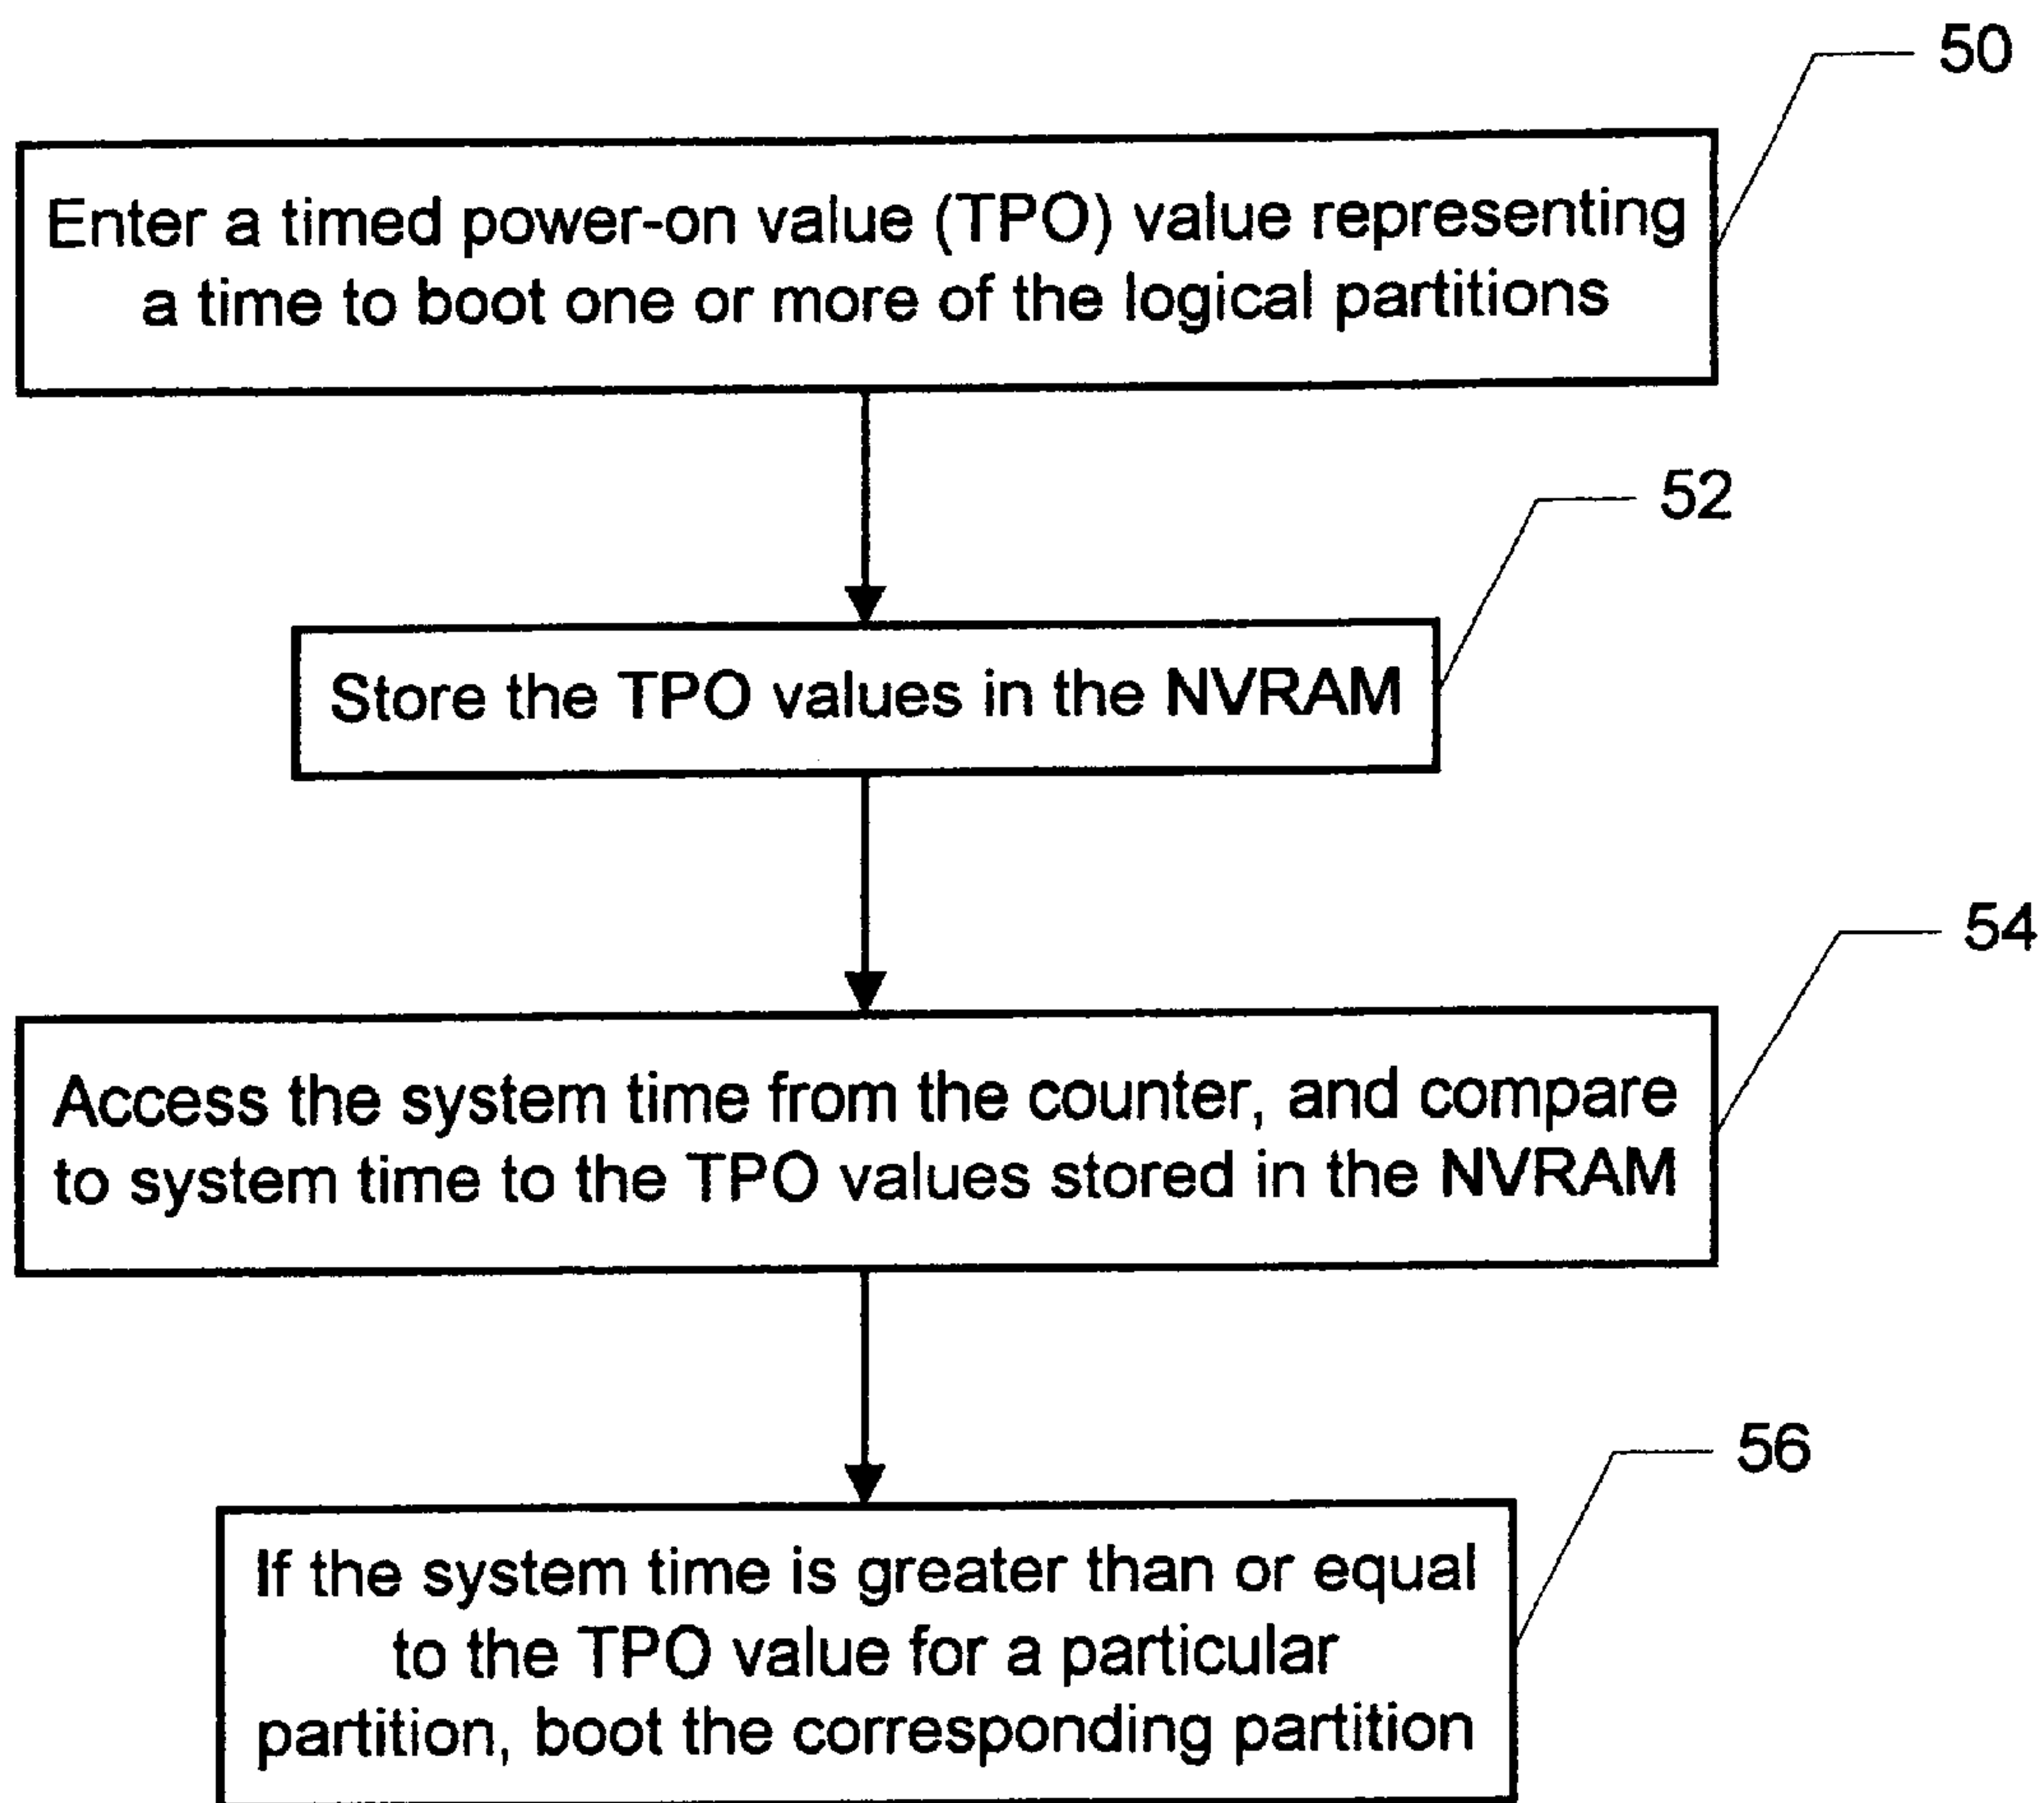 50
Enter a timed power-on value (TPO) value representing
a time to boot one or more of the logical partitions
52
Store the TPO values in the NVRAM
54
Access the system time from the counter, and compare
to system time to the TPO values stored in the NVRAM
56
If the system time is greater than or equal
to the TPO value for a particular
partition, boot the corresponding partition